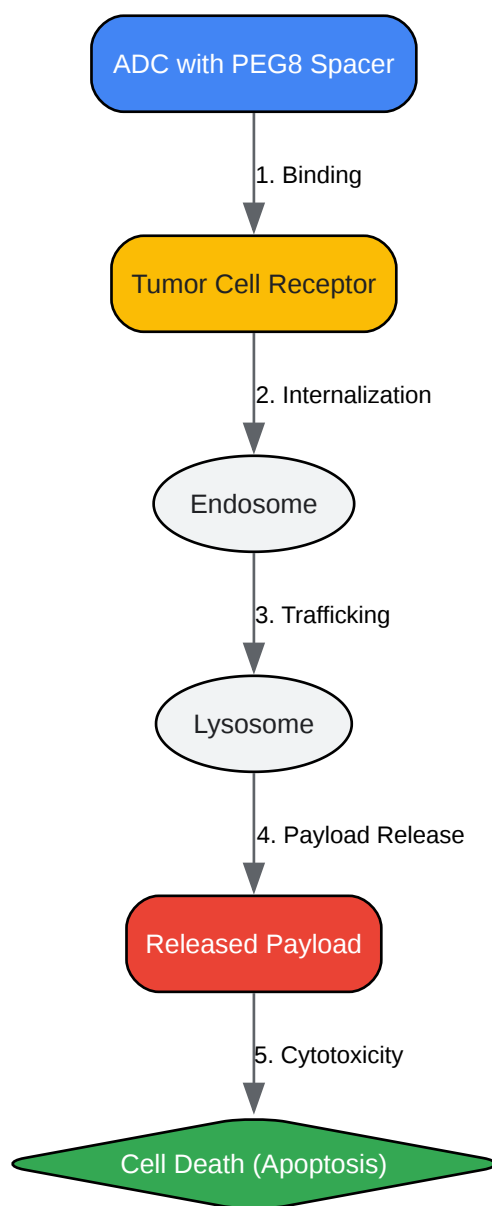 ADC with PEG8 Spacer
1. Binding
Tumor Cell Receptor
2. Internalization
Endosome
3. Trafficking
Lysosome
4. Payload Release
Released Payload
5. Cytotoxicity
Cell Death (Apoptosis)